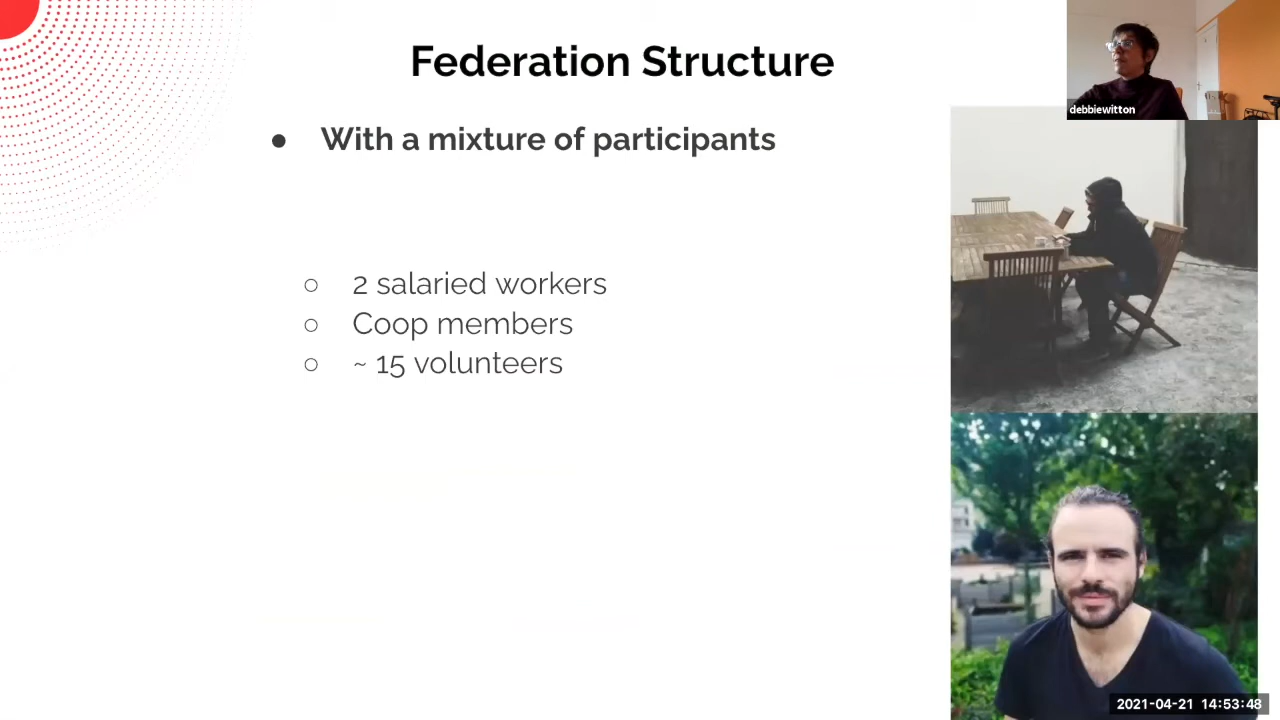 Federation Structure
● With a mixture of participants
○ 2 salaried workers
○ Coop members
○ ~ 15 volunteers
debbiewitton
2021-04-21 14:53:48